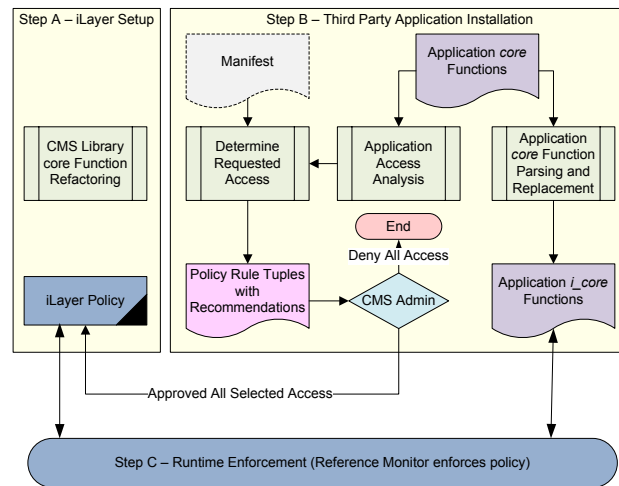 Step A – iLayer Setup
Step B – Third Party Application Installation
Manifest
Application core
Functions
CMS Library
core Function
Refactoring
Determine
Requested
Access
Application
Access
Analysis
Application
core Function
Parsing and
Replacement
End
Deny All Access
iLayer Policy
Policy Rule Tuples
with
Recommendations
CMS Admin
Application i_core
Functions
Approved All Selected Access
Step C – Runtime Enforcement (Reference Monitor enforces policy)